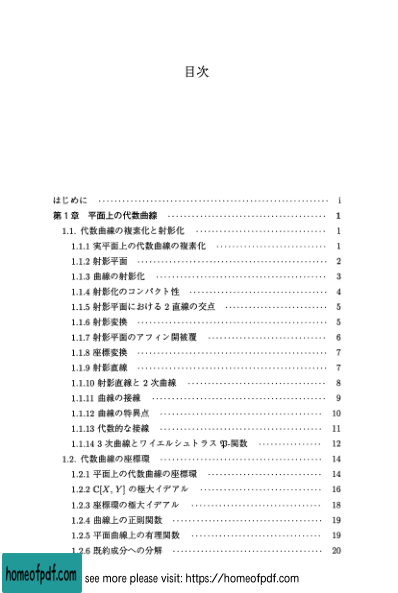 目次
はじめに ································ i
第1章 平面上の代数曲線 ································ 1
1.1. 代数曲線の複素化と射影化 ································ 1
1.1.1 実平面上の代数曲線の複素化 ································ 1
1.1.2 射影平面 ································ 2
1.1.3 曲線の射影化 ································ 3
1.1.4 射影化のコンパクト性 ································ 4
1.1.5 射影平面における 2 直線の交点 ································ 5
1.1.6 射影変換 ································ 5
1.1.7 射影平面のアフィン開被覆 ································ 6
1.1.8 座標変換 ································ 7
1.1.9 射影直線 ································ 7
1.1.10 射影直線と 2 次曲線 ································ 8
1.1.11 曲線の接線 ································ 9
1.1.12 曲線の特異点 ································ 10
1.1.13 代数的な接線 ································ 11
1.1.14 3 次曲線とワイエルシュトラス ℘-関数 ································ 12
1.2. 代数曲線の座標環 ································ 14
1.2.1 平面上の代数曲線の座標環 ································ 14
1.2.2 C[X, Y] の極大イデアル ································ 16
1.2.3 座標環の極大イデアル ································ 18
1.2.4 曲線上の正則関数 ································ 19
1.2.5 平面曲線上の有理関数 ································ 19
1.2.6 既約成分への分解 ································ 20
homeofpdf.com see more please visit: https://homeofpdf.com